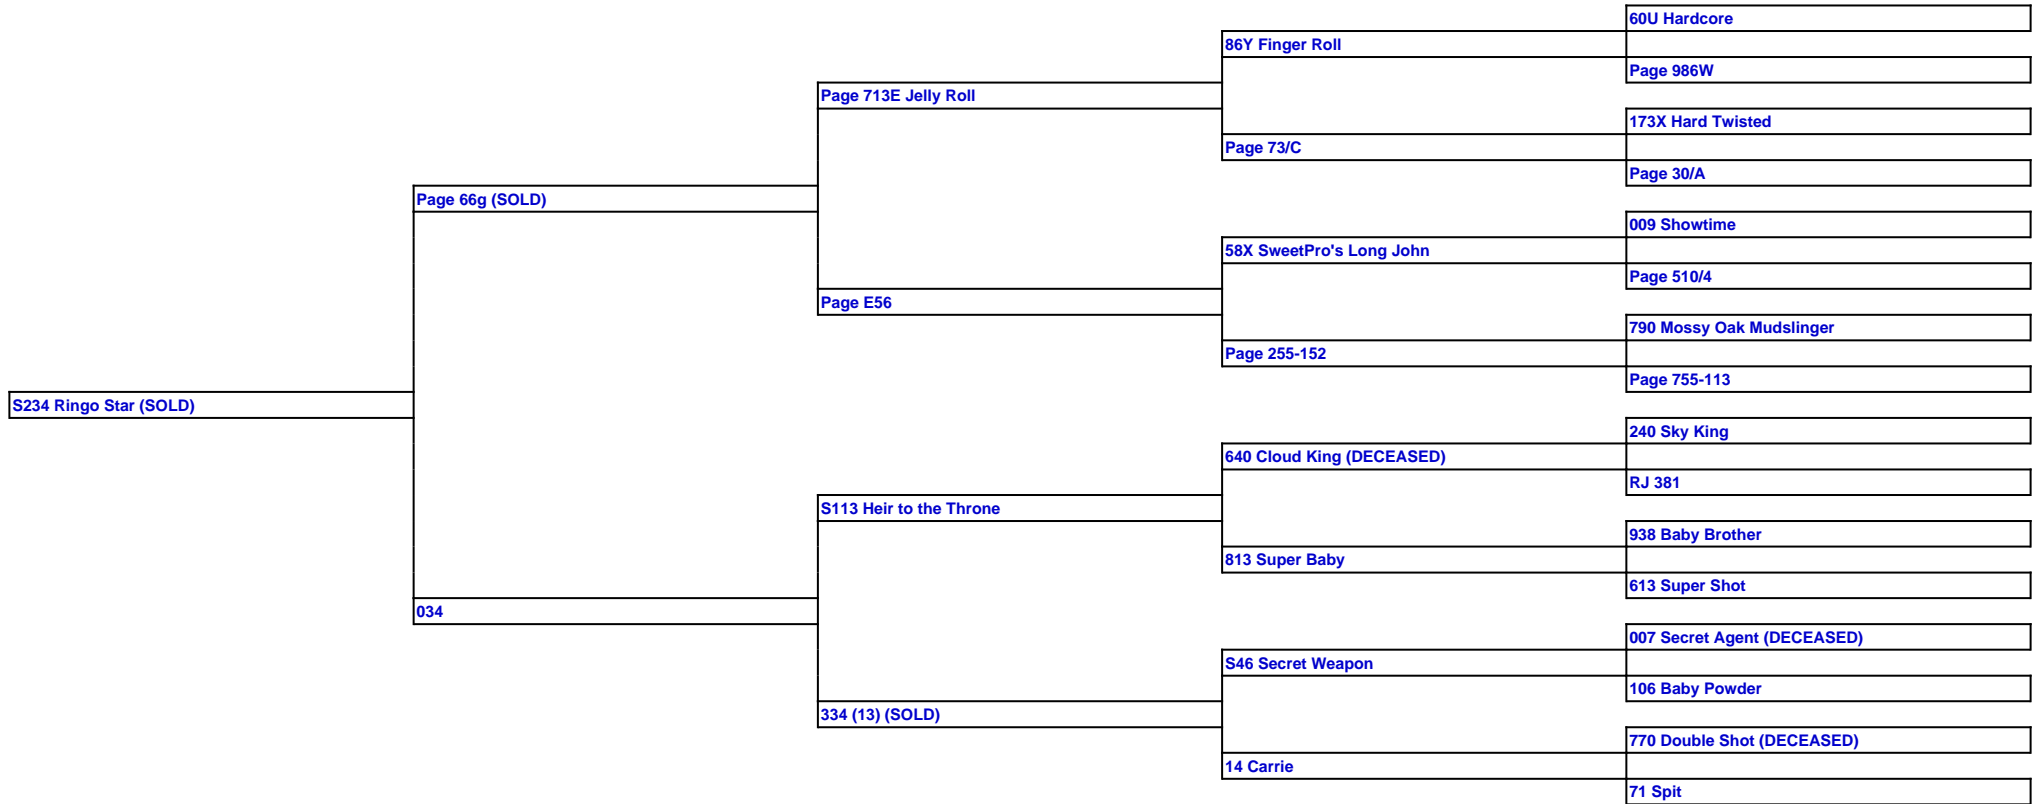 60U Hardcore
86Y Finger Roll
Page 986W
Page 713E Jelly Roll
173X Hard Twisted
Page 73/C
Page 30/A
Page 66g (SOLD)
009 Showtime
58X SweetPro's Long John
Page 510/4
Page E56
790 Mossy Oak Mudslinger
Page 255-152
Page 755-113
S234 Ringo Star (SOLD)
240 Sky King
640 Cloud King (DECEASED)
RJ 381
S113 Heir to the Throne
938 Baby Brother
813 Super Baby
613 Super Shot
034
007 Secret Agent (DECEASED)
S46 Secret Weapon
106 Baby Powder
334 (13) (SOLD)
770 Double Shot (DECEASED)
14 Carrie
71 Spit